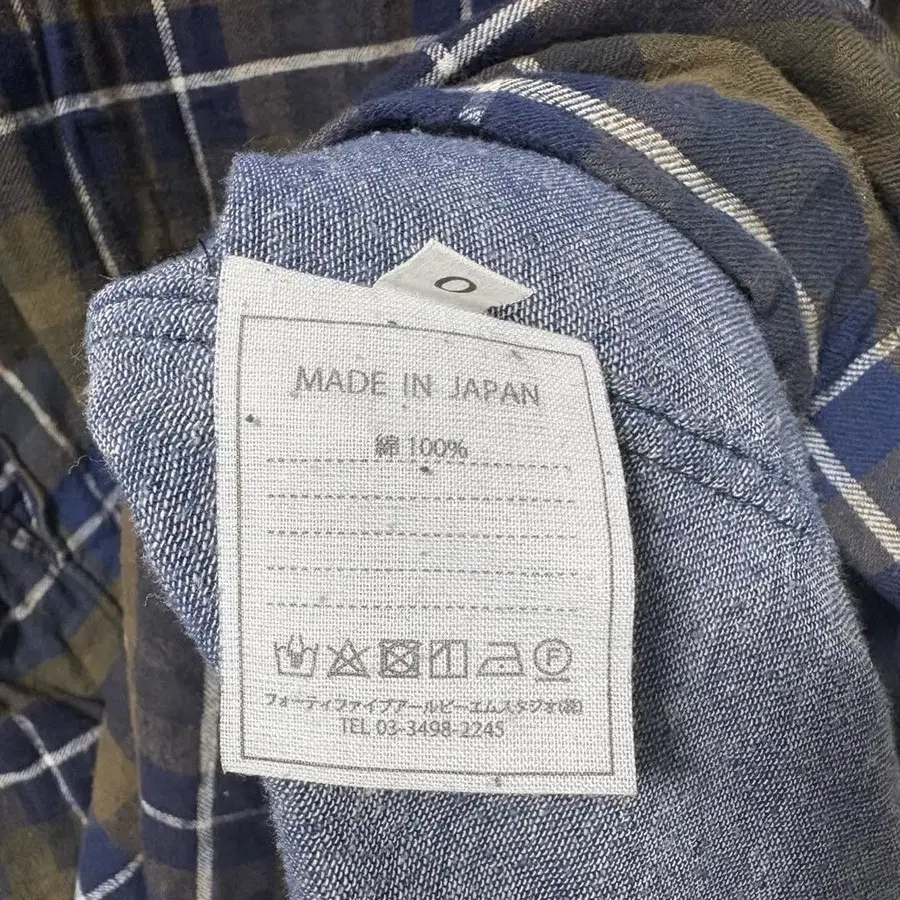 O
MADE IN JAPAN
綿 100%
フォーティファイブアールピーエムスタジオ(株)
TEL 03-3498-2245